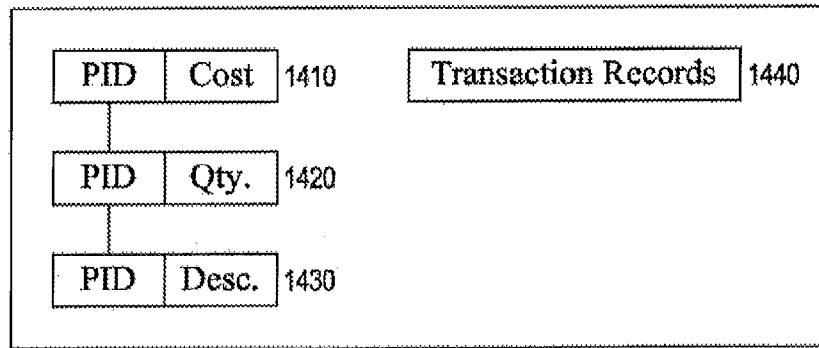 PID Cost 1410 Transaction Records 1440
PID Qty. 1420
PID Desc. 1430